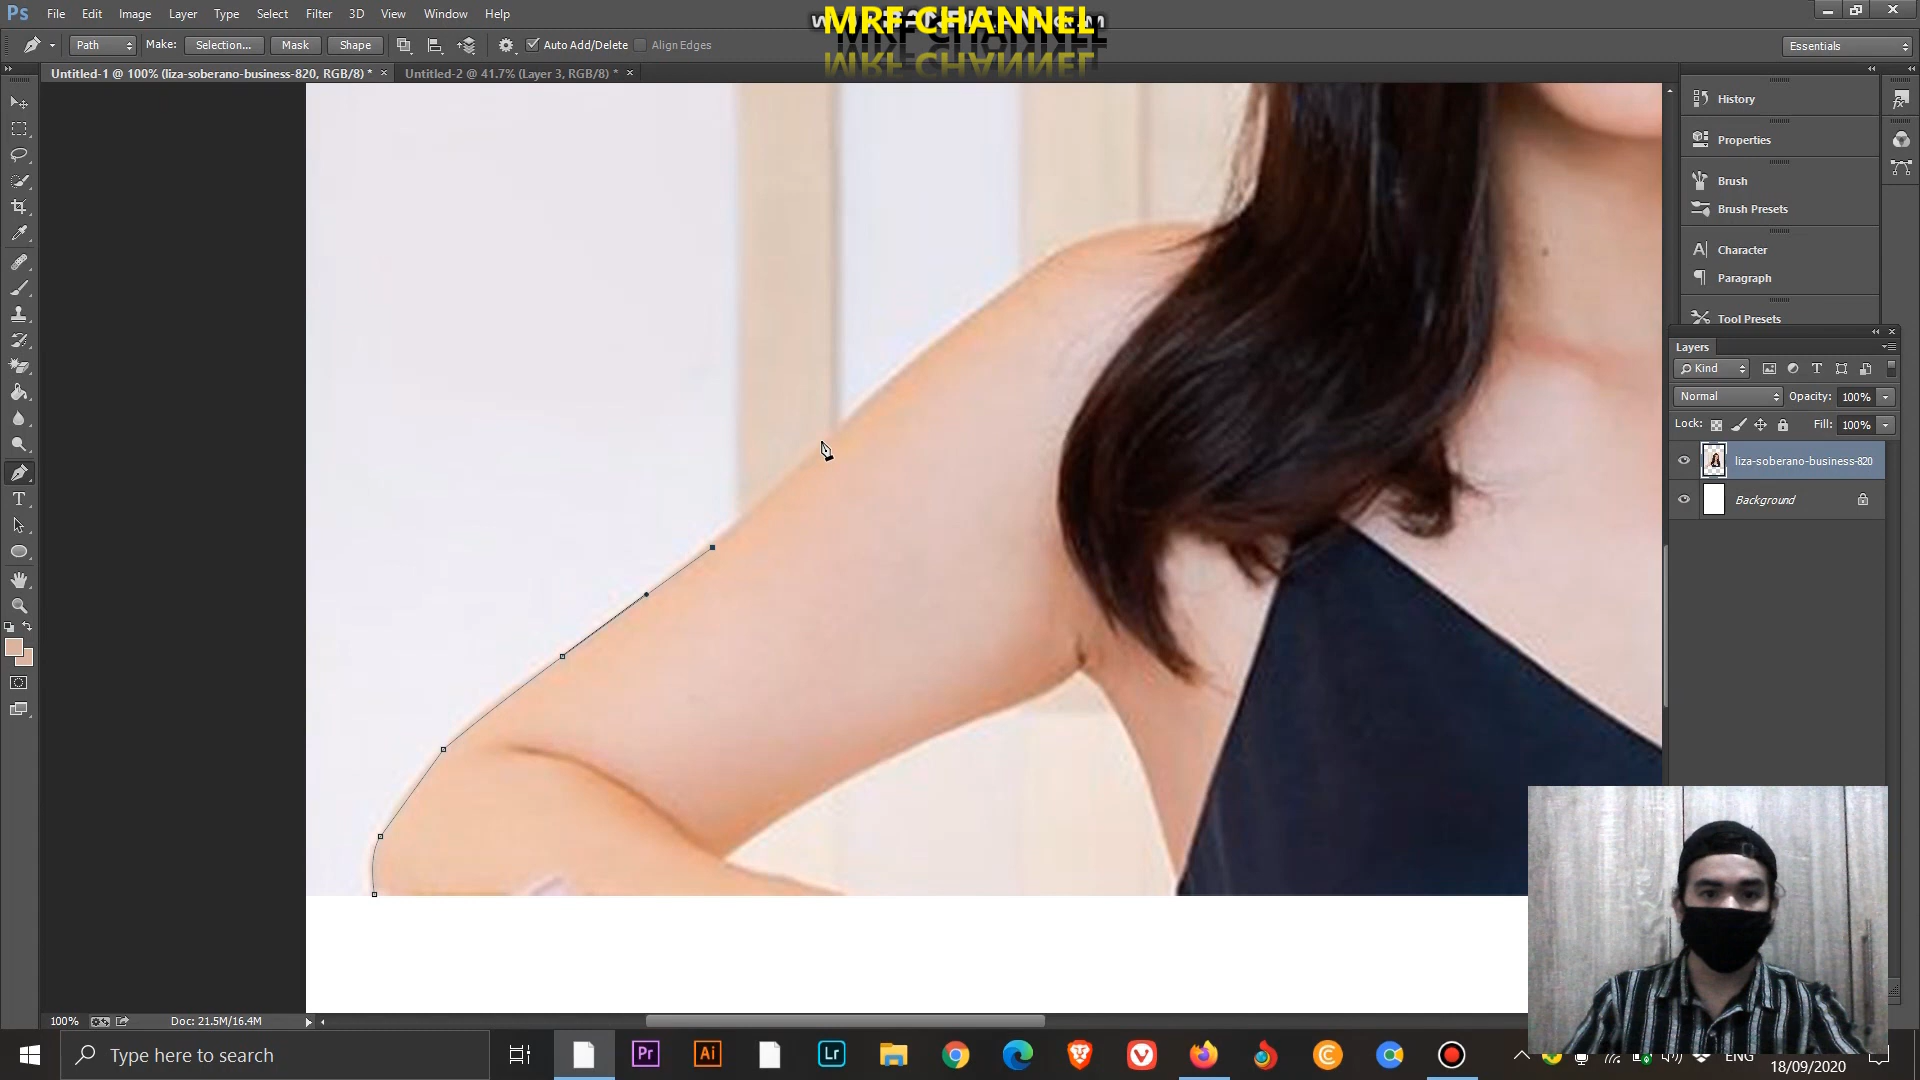 Ps File Edit Image Layer Type Select Filter 3D View Window Help
MRF CHANNEL
Path Make: Selection... Mask Shape Auto Add/Delete Align Edges Essentials
Untitled-1 @ 100% (liza-soberano-business-820, RGB/8) * × Untitled-2 @ 41.7% (Layer 3, RGB/8) * ×
History
Properties
Brush
Brush Presets
Character
Paragraph
Tool Presets
Layers
Kind
Normal Opacity: 100%
Lock: Fill: 100%
liza-soberano-business-820
Background
100% Doc: 21.5M/16.4M
Type here to search
Pr Ai Lr
ENG
18/09/2020